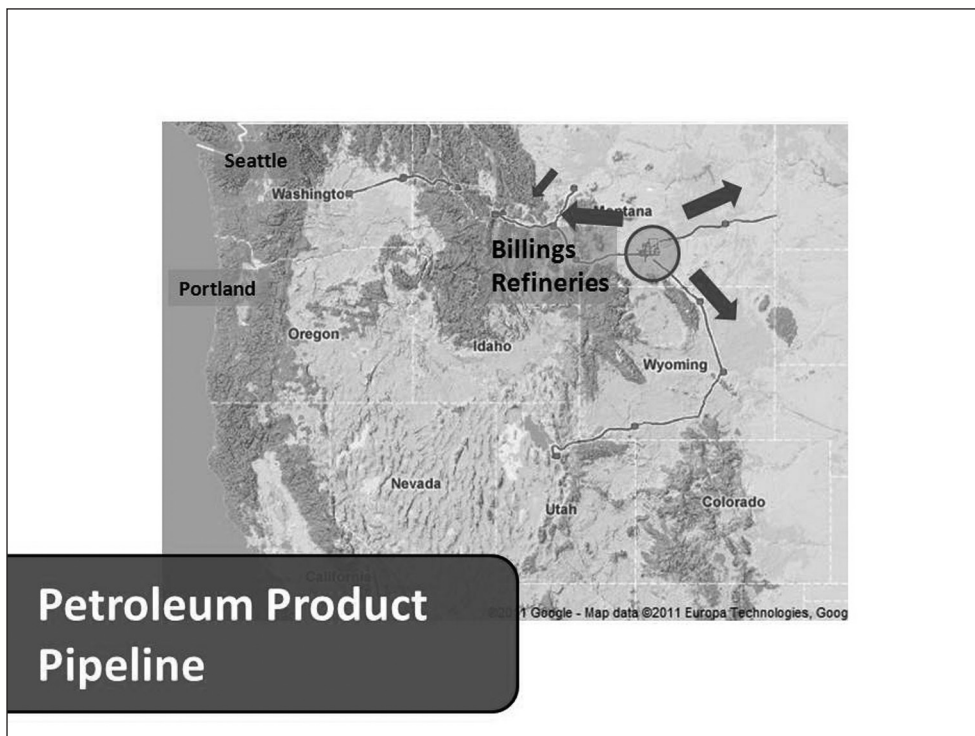 Seattle
Washington
Montana
Billings
Refineries
Portland
Oregon
Idaho
Wyoming
Nevada
Utah
Colorado
California
Google - Map data ©2011 Europa Technologies, Goog
Petroleum Product
Pipeline